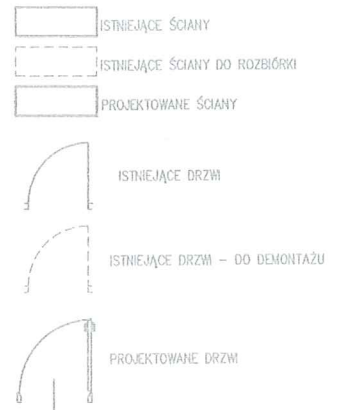 ISTNIEJĄCE ŚCIANY
ISTNIEJĄCE ŚCIANY DO ROZBIÓRKI
PROJEKTOWANE ŚCIANY
ISTNIEJĄCE DRZWI
ISTNIEJĄCE DRZWI – DO DEMONTAŻU
PROJEKTOWANE DRZWI